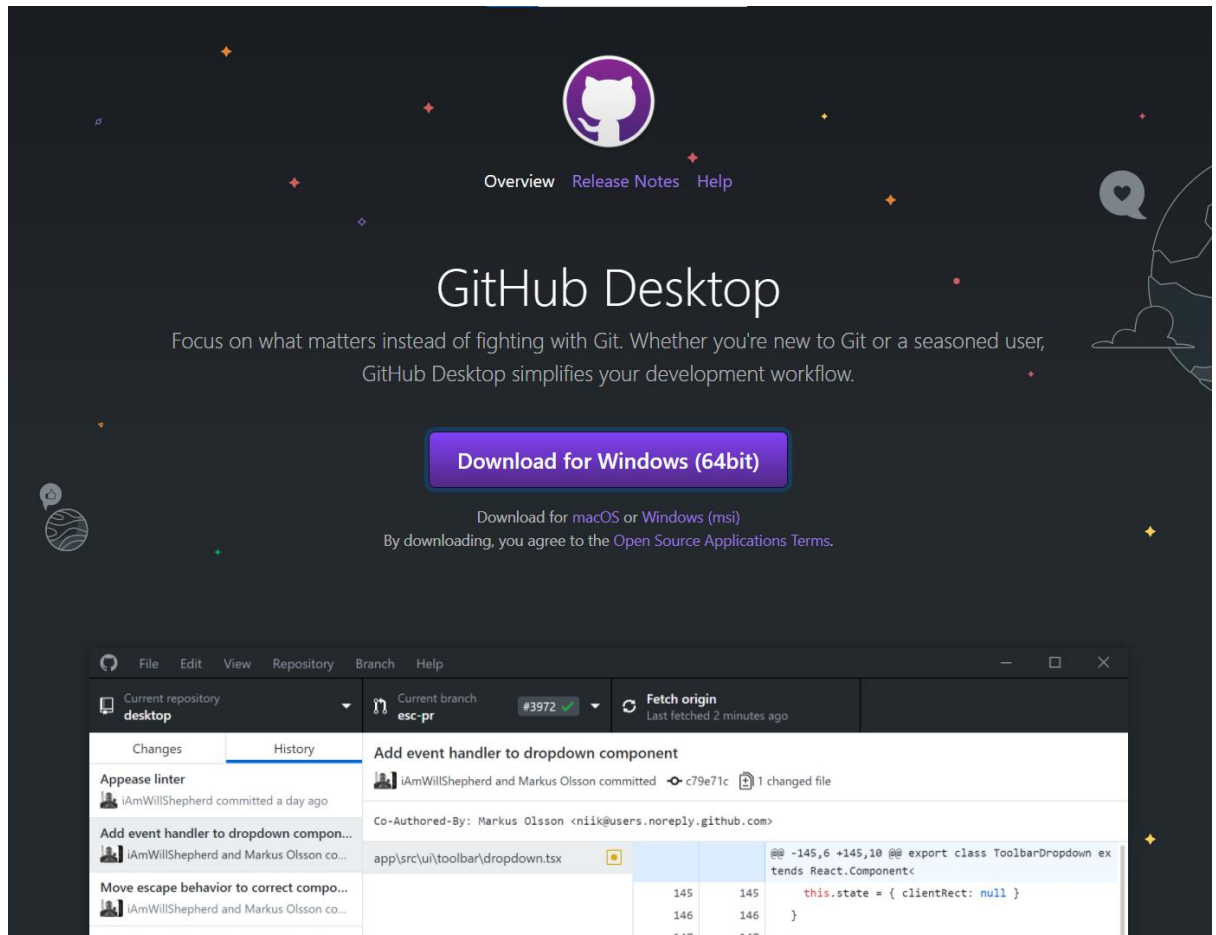 Overview Release Notes Help
GitHub Desktop
Focus on what matters instead of fighting with Git. Whether you're new to Git or a seasoned user,
GitHub Desktop simplifies your development workflow.
Download for Windows (64bit)
Download for macOS or Windows (msi)
By downloading, you agree to the Open Source Applications Terms.
File Edit View Repository Branch Help
Current repository
desktop
Current branch
esc-pr
#3972
Fetch origin
Last fetched 2 minutes ago
Changes History
Appease linter
iAmWillShepherd committed a day ago
Add event handler to dropdown compon...
iAmWillShepherd and Markus Olsson co...
Move escape behavior to correct compo...
iAmWillShepherd and Markus Olsson co...
Add event handler to dropdown component
iAmWillShepherd and Markus Olsson committed c79e71c 1 changed file
Co-Authored-By: Markus Olsson <niik@users.noreply.github.com>
app\src\ui\toolbar\dropdown.tsx
@@ -145,6 +145,10 @@ export class ToolbarDropdown ex
tends React.Component<
145 145 this.state = { clientRect: null }
146 146 }